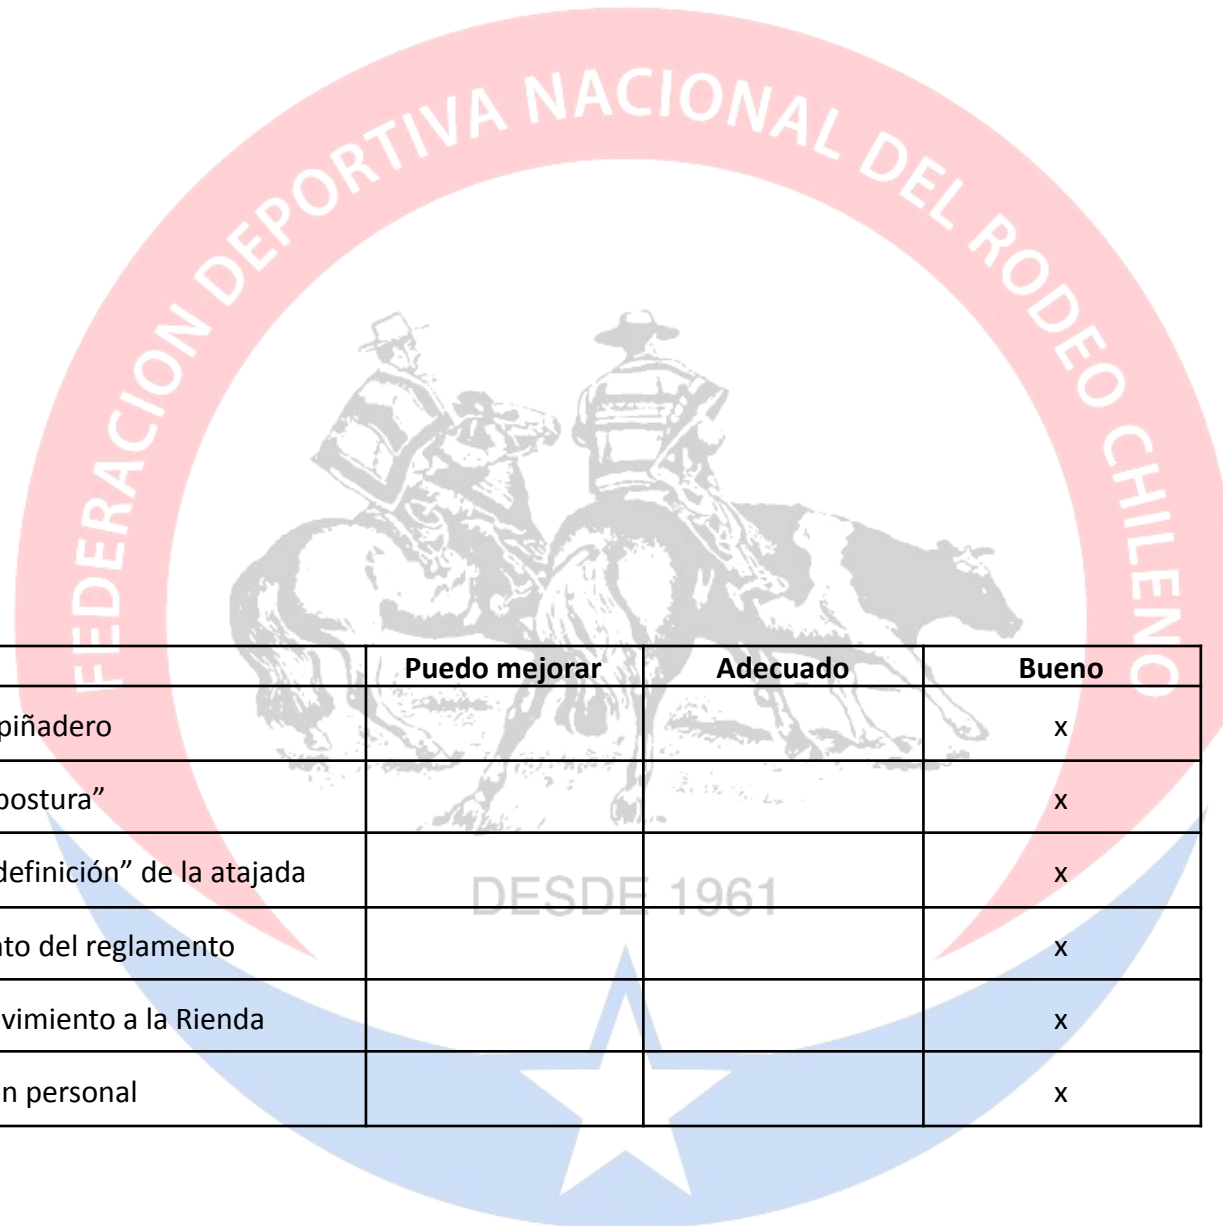 FEDERACION DEPORTIVA NACIONAL DEL RODEO CHILENO
DESDE 1961
Puedo mejorar Adecuado Bueno
piñadero x
postura” x
definición” de la atajada x
to del reglamento x
vimiento a la Rienda x
n personal x